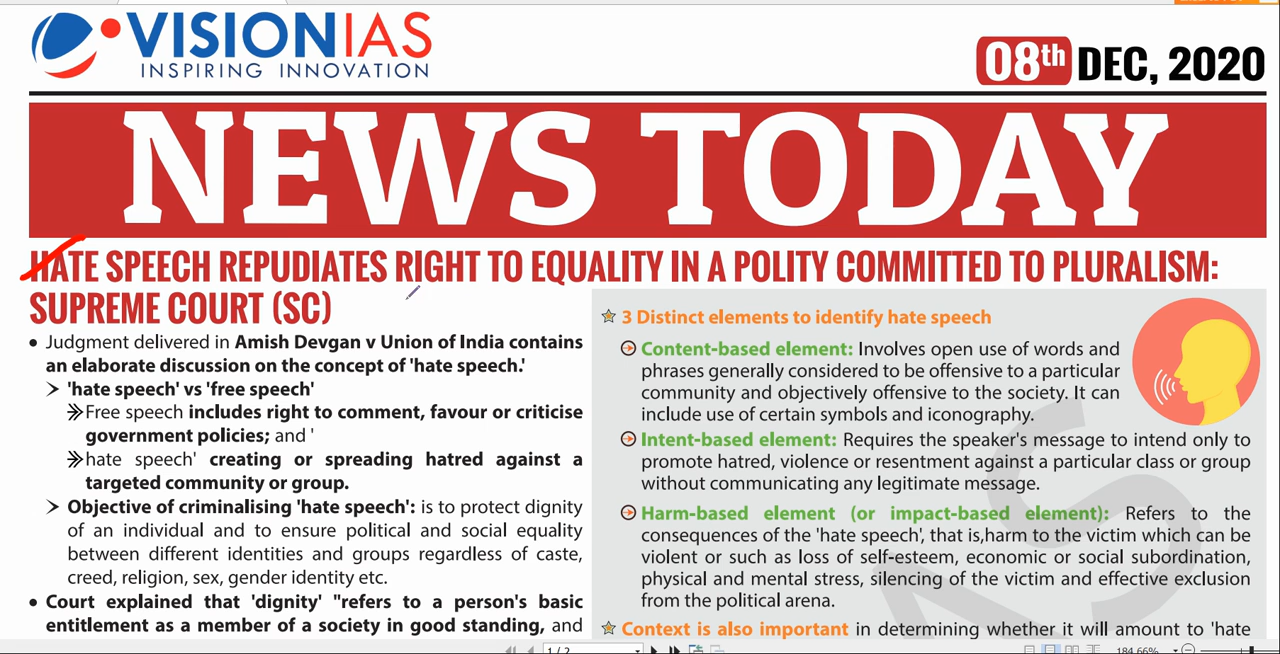 VISIONIAS
INSPIRING INNOVATION
08th DEC, 2020
NEWS TODAY
HATE SPEECH REPUDIATES RIGHT TO EQUALITY IN A POLITY COMMITTED TO PLURALISM:
SUPREME COURT (SC)
• Judgment delivered in Amish Devgan v Union of India contains
an elaborate discussion on the concept of 'hate speech.'
'hate speech' vs 'free speech'
Free speech includes right to comment, favour or criticise
government policies; and '
hate speech' creating or spreading hatred against a
targeted community or group.
Objective of criminalising 'hate speech': is to protect dignity
of an individual and to ensure political and social equality
between different identities and groups regardless of caste,
creed, religion, sex, gender identity etc.
• Court explained that 'dignity' "refers to a person's basic
entitlement as a member of a society in good standing, and
3 Distinct elements to identify hate speech
Content-based element: Involves open use of words and
phrases generally considered to be offensive to a particular
community and objectively offensive to the society. It can
include use of certain symbols and iconography.
Intent-based element: Requires the speaker's message to intend only to
promote hatred, violence or resentment against a particular class or group
without communicating any legitimate message.
Harm-based element (or impact-based element): Refers to the
consequences of the 'hate speech', that is,harm to the victim which can be
violent or such as loss of self-esteem, economic or social subordination,
physical and mental stress, silencing of the victim and effective exclusion
from the political arena.
Context is also important in determining whether it will amount to 'hate
1 / 2
184.66%